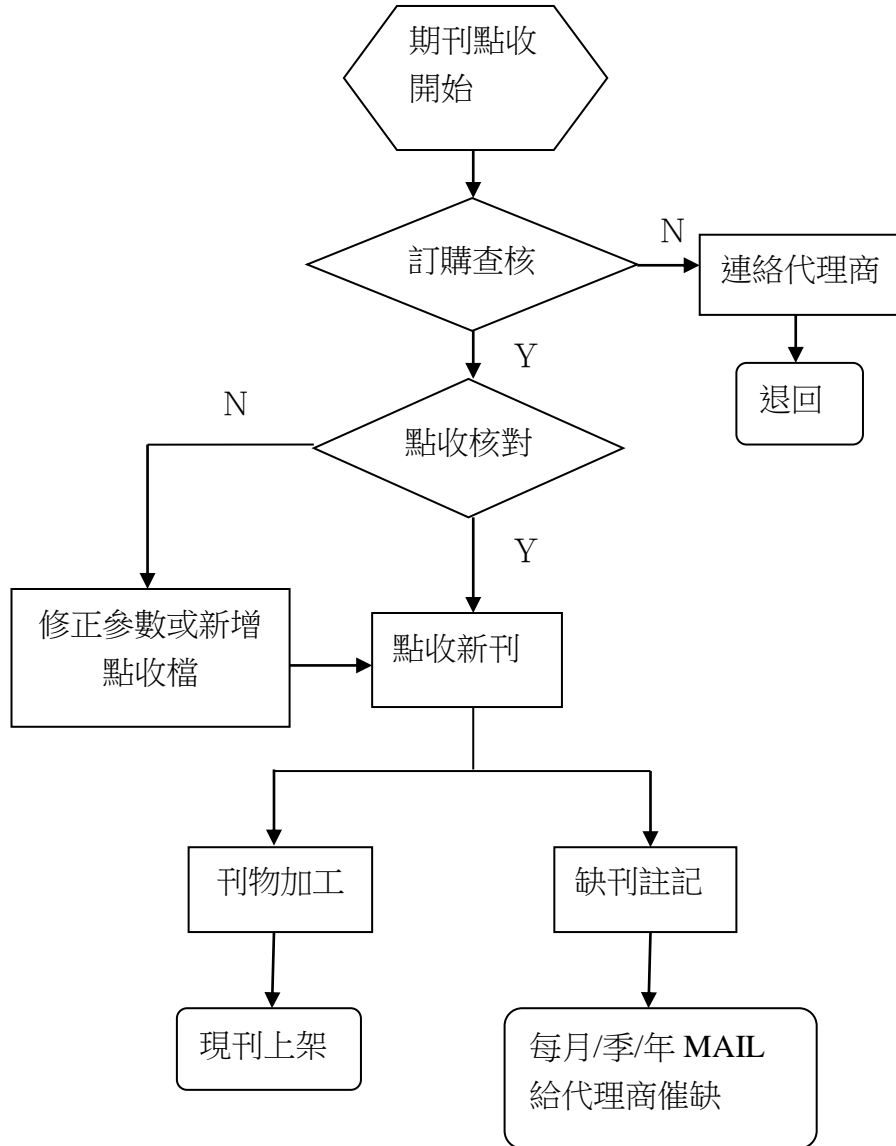 期刊點收
開始
訂購查核
N
連絡代理商
Y
退回
N
點收核對
Y
修正參數或新增
點收檔
點收新刊
刊物加工
缺刊註記
現刊上架
每月/季/年 MAIL
給代理商催缺